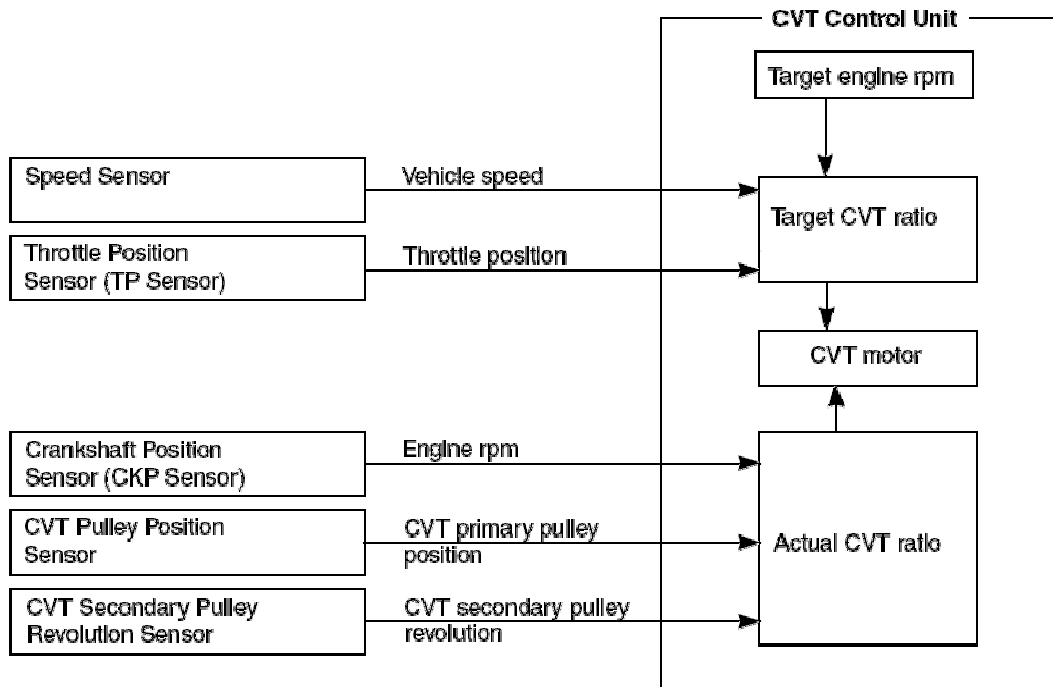 CVT Control Unit
Target engine rpm
Speed Sensor
Vehicle speed
Target CVT ratio
Throttle Position
Sensor (TP Sensor)
Throttle position
CVT motor
Crankshaft Position
Sensor (CKP Sensor)
Engine rpm
CVT Pulley Position
Sensor
CVT primary pulley
position
Actual CVT ratio
CVT Secondary Pulley
Revolution Sensor
CVT secondary pulley
revolution